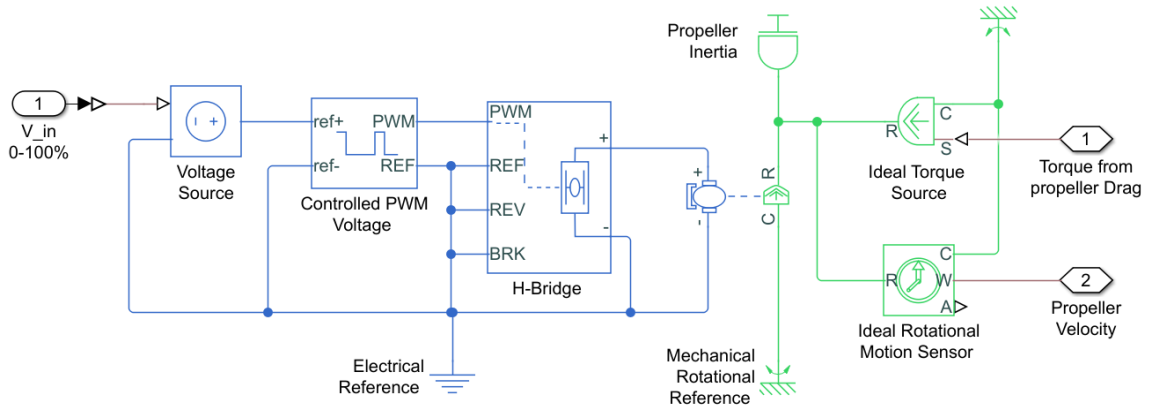 1
V_in
0-100%
Voltage
Source
ref+
PWM
ref-
REF
Controlled PWM
Voltage
PWM
REF
REV
BRK
+
-
H-Bridge
+
-
Electrical
Reference
Propeller
Inertia
R
C
Mechanical
Rotational
Reference
R
C
S
Ideal Torque
Source
1
Torque from
propeller Drag
R
C
W
A
Ideal Rotational
Motion Sensor
2
Propeller
Velocity